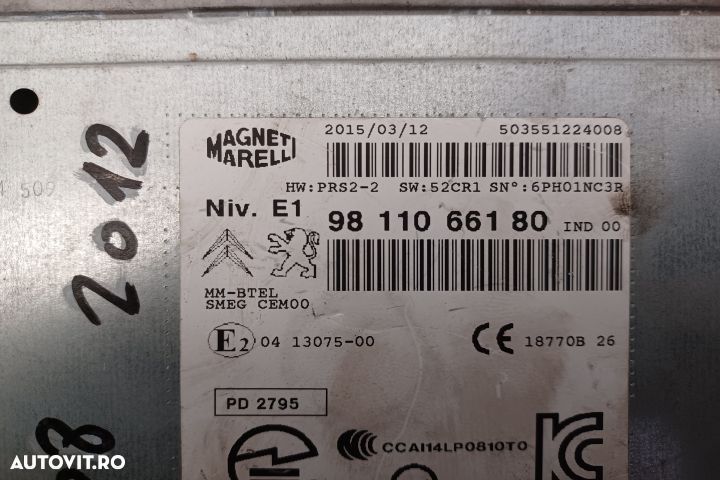 MAGNETI MARELLI
2015/03/12 503551224008
HW:PRS2-2 SW:52CR1 SN°:6PH01NC3R
Niv. E1 98 110 661 80 IND 00
MM-BTEL
SMEG CEM00
E2 04 13075-00 CE 18770B 26
PD 2795
CCAI14LP0810T0
509
2012
08
AUTOVIT.RO